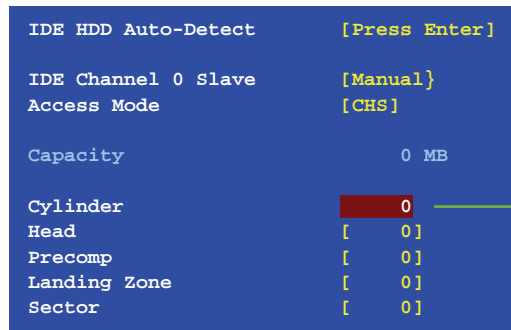 IDE HDD Auto-Detect [Press Enter]
IDE Channel 0 Slave [Manual}
Access Mode [CHS]
Capacity 0 MB
Cylinder 0
Head [ 0]
Precomp [ 0]
Landing Zone [ 0]
Sector [ 0]